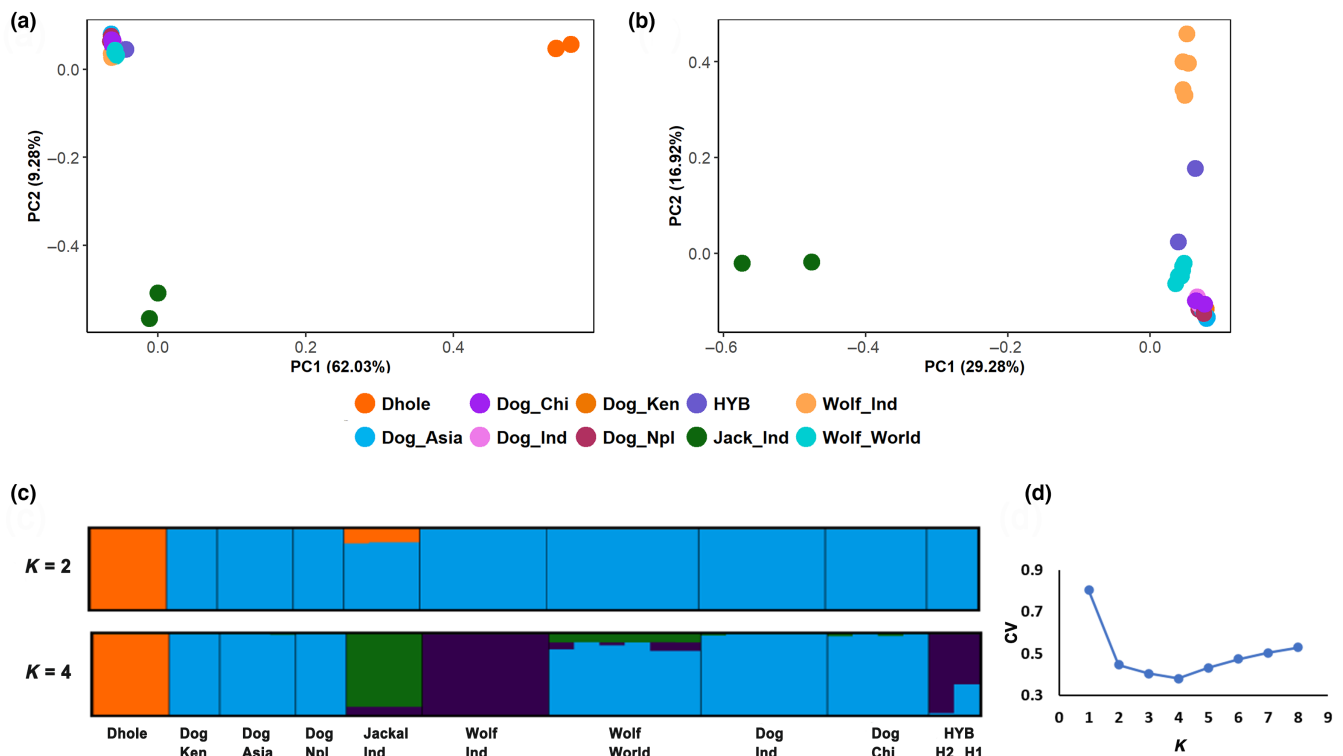 (a)
0.0
−0.2
−0.4
PC2 (9.28%)
0.0 0.2 0.4
PC1 (62.03%)
(b)
0.4
0.2
0.0
PC2 (16.92%)
−0.6 −0.4 −0.2 0.0
PC1 (29.28%)
Dhole Dog_Chi Dog_Ken HYB Wolf_Ind
Dog_Asia Dog_Ind Dog_Npl Jack_Ind Wolf_World
(c)
K = 2
K = 4
Dhole Dog Dog Dog Jackal Wolf Wolf Dog Dog HYB
Ken Asia Npl Ind Ind World Ind Chi H2 H1
(d)
0.9
0.7
0.5
0.3
CV
0 1 2 3 4 5 6 7 8 9
K